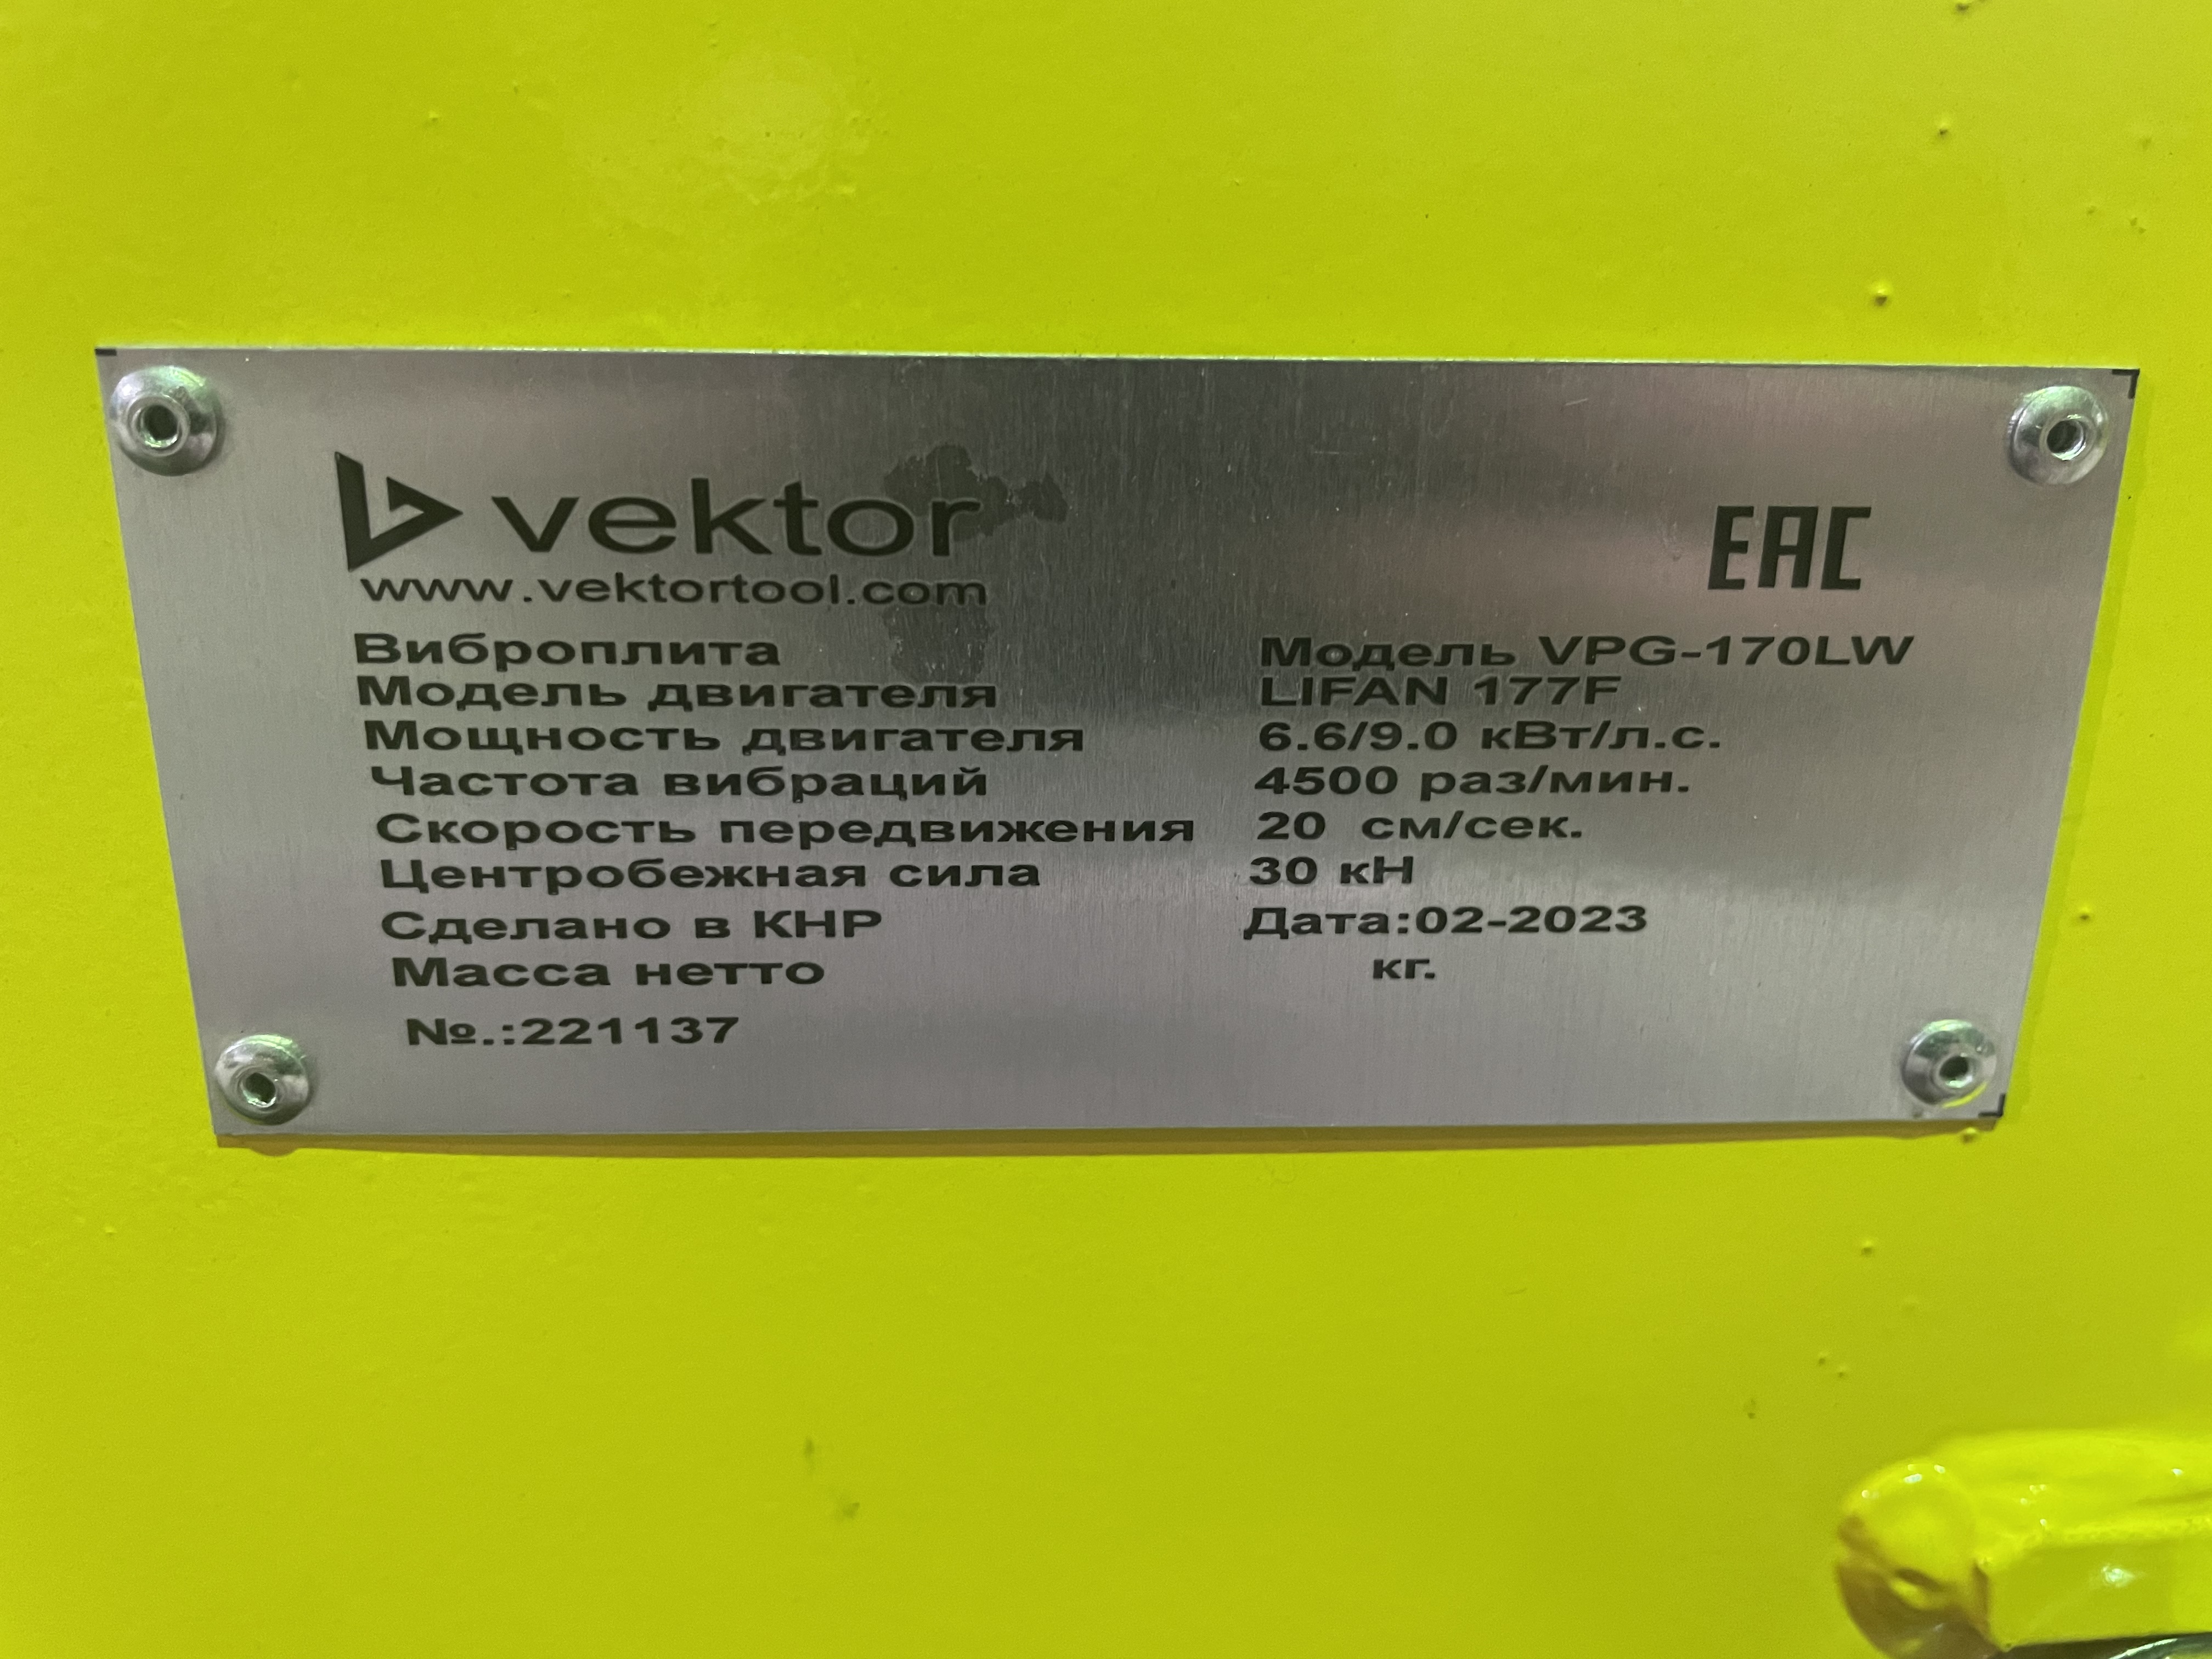 vektor
EAC
www.vektortool.com
Виброплита Модель VPG-170LW
Модель двигателя LIFAN 177F
Мощность двигателя 6.6/9.0 кВт/л.с.
Частота вибраций 4500 раз/мин.
Скорость передвижения 20 см/сек.
Центробежная сила 30 кН
Сделано в КНР Дата:02-2023
Масса нетто кг.
№.:221137